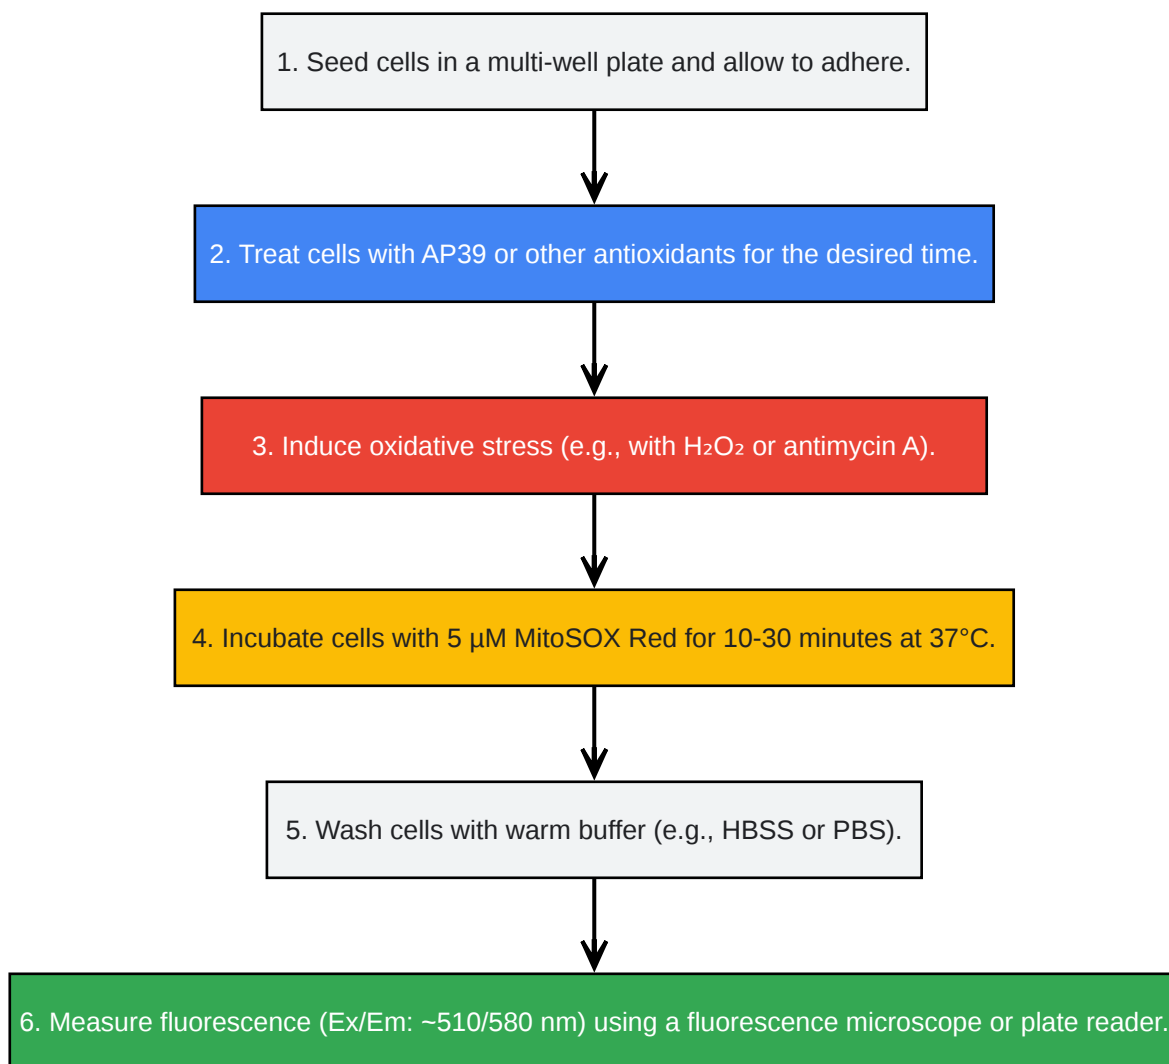 1. Seed cells in a multi-well plate and allow to adhere.
2. Treat cells with AP39 or other antioxidants for the desired time.
3. Induce oxidative stress (e.g., with H₂O₂ or antimycin A).
4. Incubate cells with 5 µM MitoSOX Red for 10-30 minutes at 37°C.
5. Wash cells with warm buffer (e.g., HBSS or PBS).
6. Measure fluorescence (Ex/Em: ~510/580 nm) using a fluorescence microscope or plate reader.